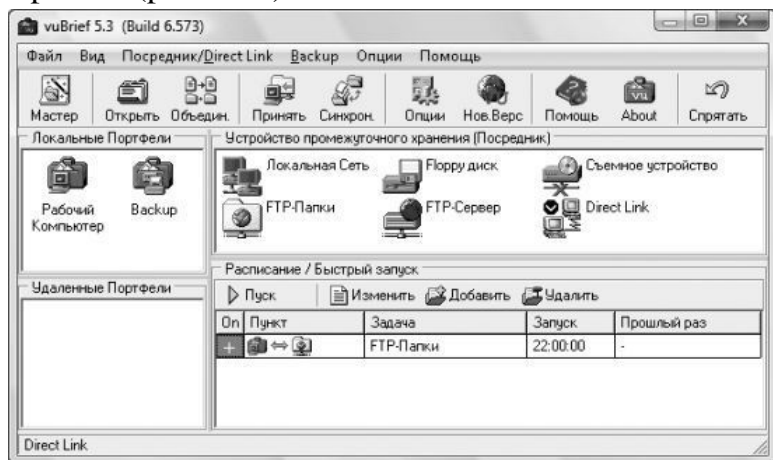 vuBrief 5.3 (Build 6.573)
Файл Вид Посредник/Direct Link Backup Опции Помощь
Мастер Открыть Объедин. Принять Синхрон. Опции Нов.Верс Помощь About Спрятать
Локальные Портфели
Рабочий Компьютер
Backup
Устройство промежуточного хранения (Посредник)
Локальная Сеть Floppy диск Съемное устройство
FTP-Папки FTP-Сервер Direct Link
Удаленные Портфели
Расписание / Быстрый запуск
Пуск Изменить Добавить Удалить
On Пункт Задача Запуск Прошлый раз
+ FTP-Папки 22:00:00 -
Direct Link